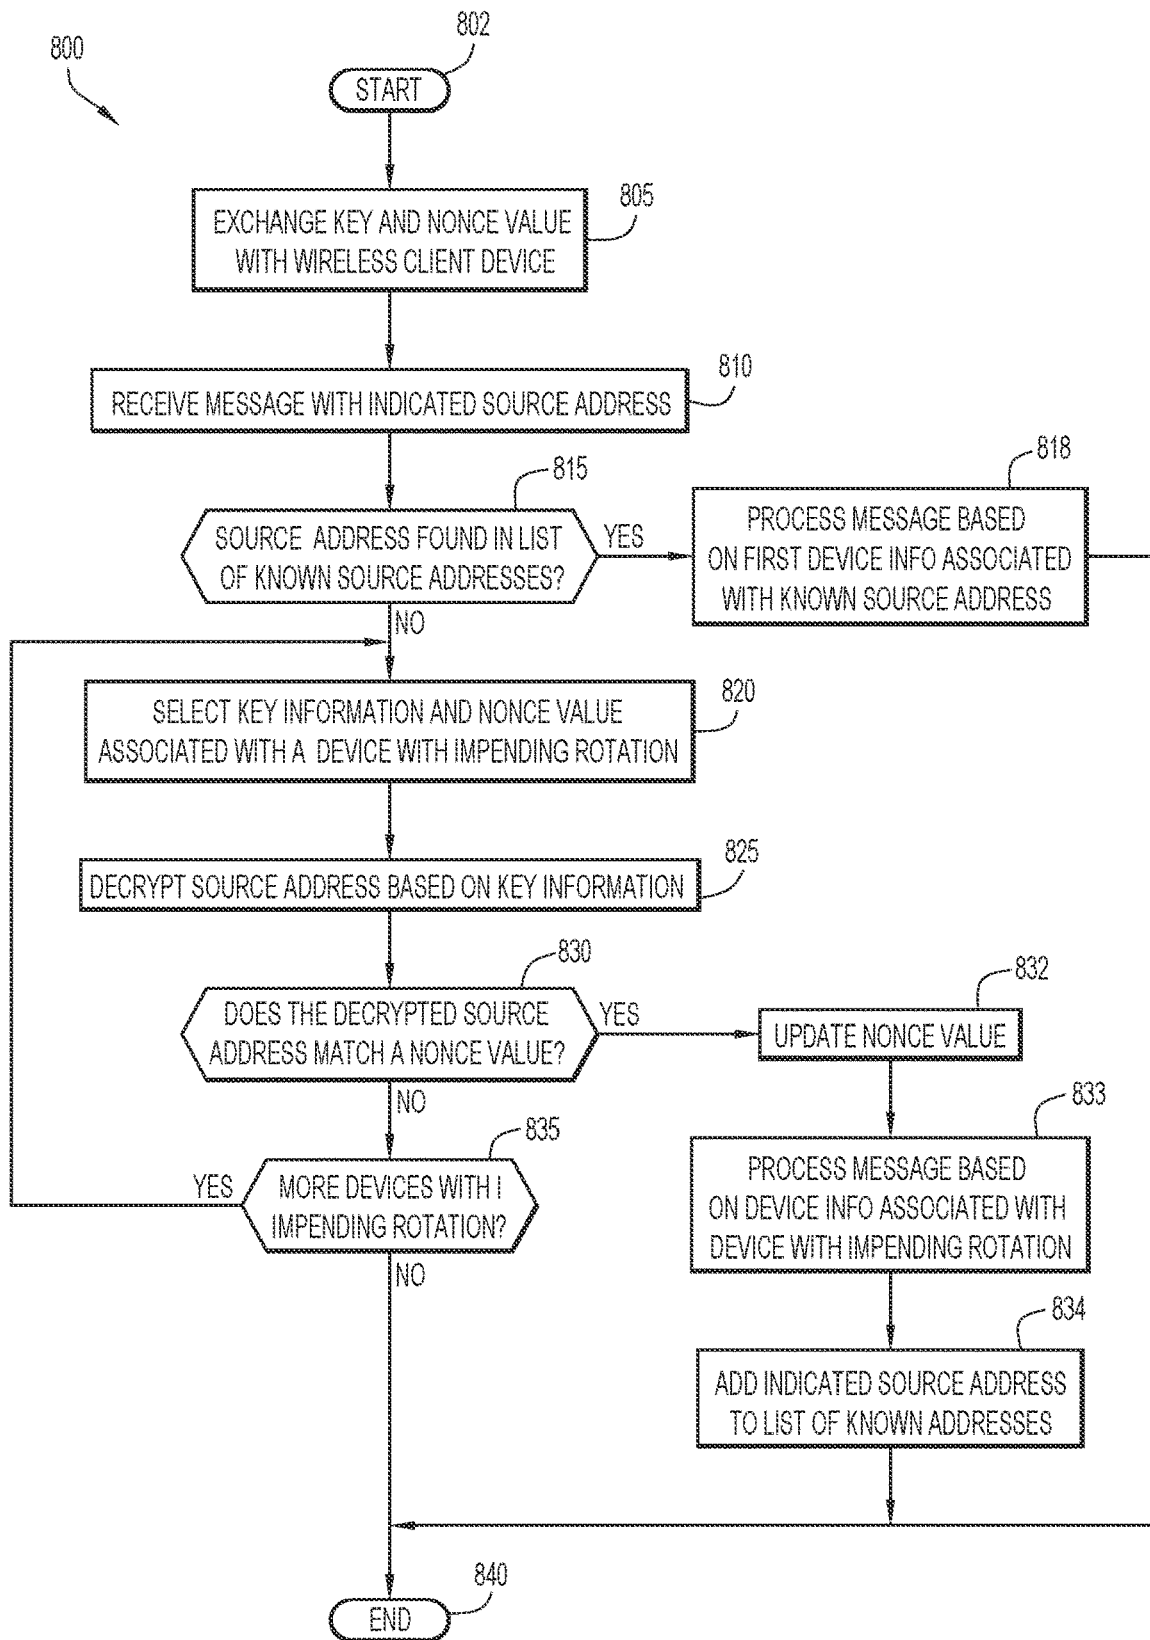 800
802
START
805
EXCHANGE KEY AND NONCE VALUE
WITH WIRELESS CLIENT DEVICE
810
RECEIVE MESSAGE WITH INDICATED SOURCE ADDRESS
815
SOURCE ADDRESS FOUND IN LIST
OF KNOWN SOURCE ADDRESSES?
YES
NO
818
PROCESS MESSAGE BASED
ON FIRST DEVICE INFO ASSOCIATED
WITH KNOWN SOURCE ADDRESS
820
SELECT KEY INFORMATION AND NONCE VALUE
ASSOCIATED WITH A DEVICE WITH IMPENDING ROTATION
825
DECRYPT SOURCE ADDRESS BASED ON KEY INFORMATION
830
DOES THE DECRYPTED SOURCE
ADDRESS MATCH A NONCE VALUE?
YES
NO
832
UPDATE NONCE VALUE
833
PROCESS MESSAGE BASED
ON DEVICE INFO ASSOCIATED WITH
DEVICE WITH IMPENDING ROTATION
835
YES
MORE DEVICES WITH I
IMPENDING ROTATION?
NO
834
ADD INDICATED SOURCE ADDRESS
TO LIST OF KNOWN ADDRESSES
840
END